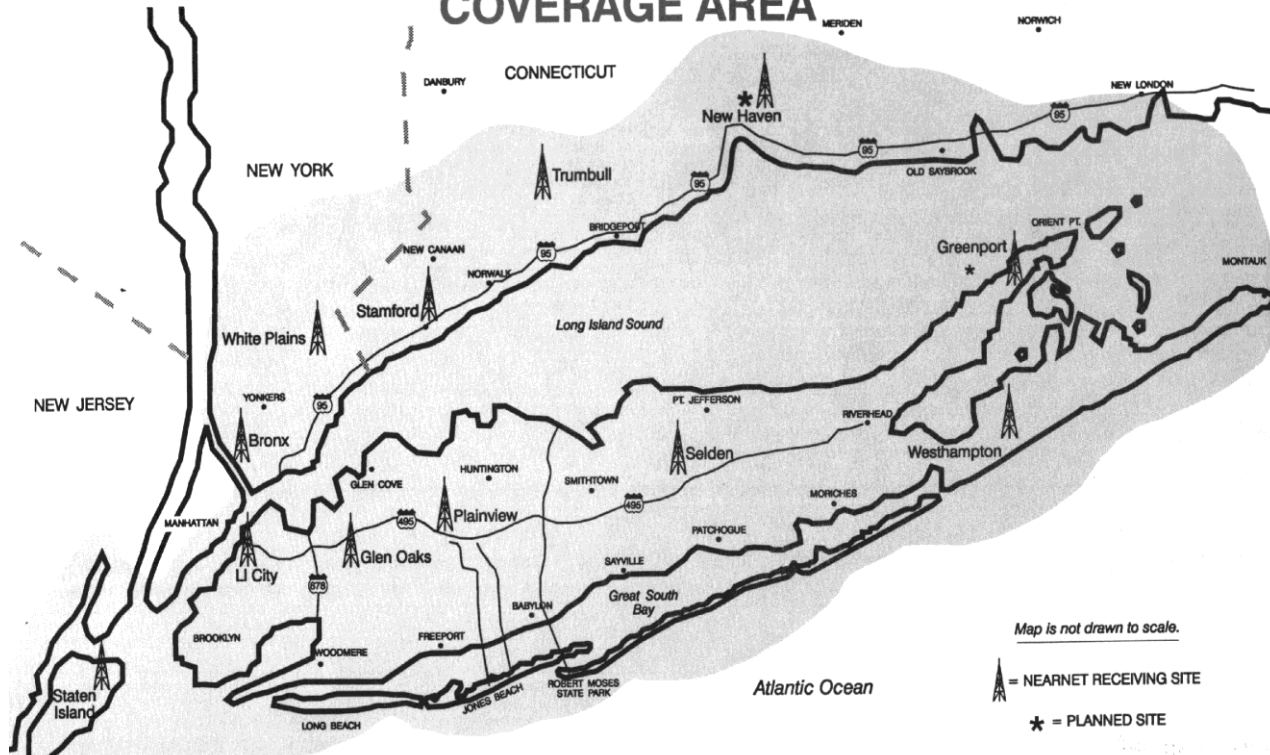 COVERAGE AREA
MERIDEN
NORWICH
CONNECTICUT
DANBURY
NEW LONDON
95
New Haven
95
OLD SAYBROOK
NEW YORK
Trumbull
95
BRIDGEPORT
ORIENT PT.
Greenport
NEW CANAAN
95
NORWALK
MONTAUK
Stamford
Long Island Sound
White Plains
NEW JERSEY
YONKERS
95
PT. JEFFERSON
RIVERHEAD
Bronx
Selden
Westhampton
HUNTINGTON
GLEN COVE
SMITHTOWN
495
MORICHES
MANHATTAN
495
Plainview
PATCHOGUE
Glen Oaks
LI City
SAYVILLE
678
Great South
Bay
BABYLON
BROOKLYN
FREEPORT
WOODMERE
Map is not drawn to scale.
Staten
Island
ROBERT MOSES
STATE PARK
JONES BEACH
LONG BEACH
Atlantic Ocean
= NEARNET RECEIVING SITE
* = PLANNED SITE